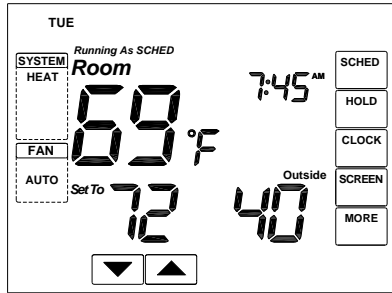 TUE
SYSTEM
HEAT
FAN
AUTO
Running As SCHED
Room
69°F
7:45 AM
Set To 72
Outside
40
SCHED
HOLD
CLOCK
SCREEN
MORE